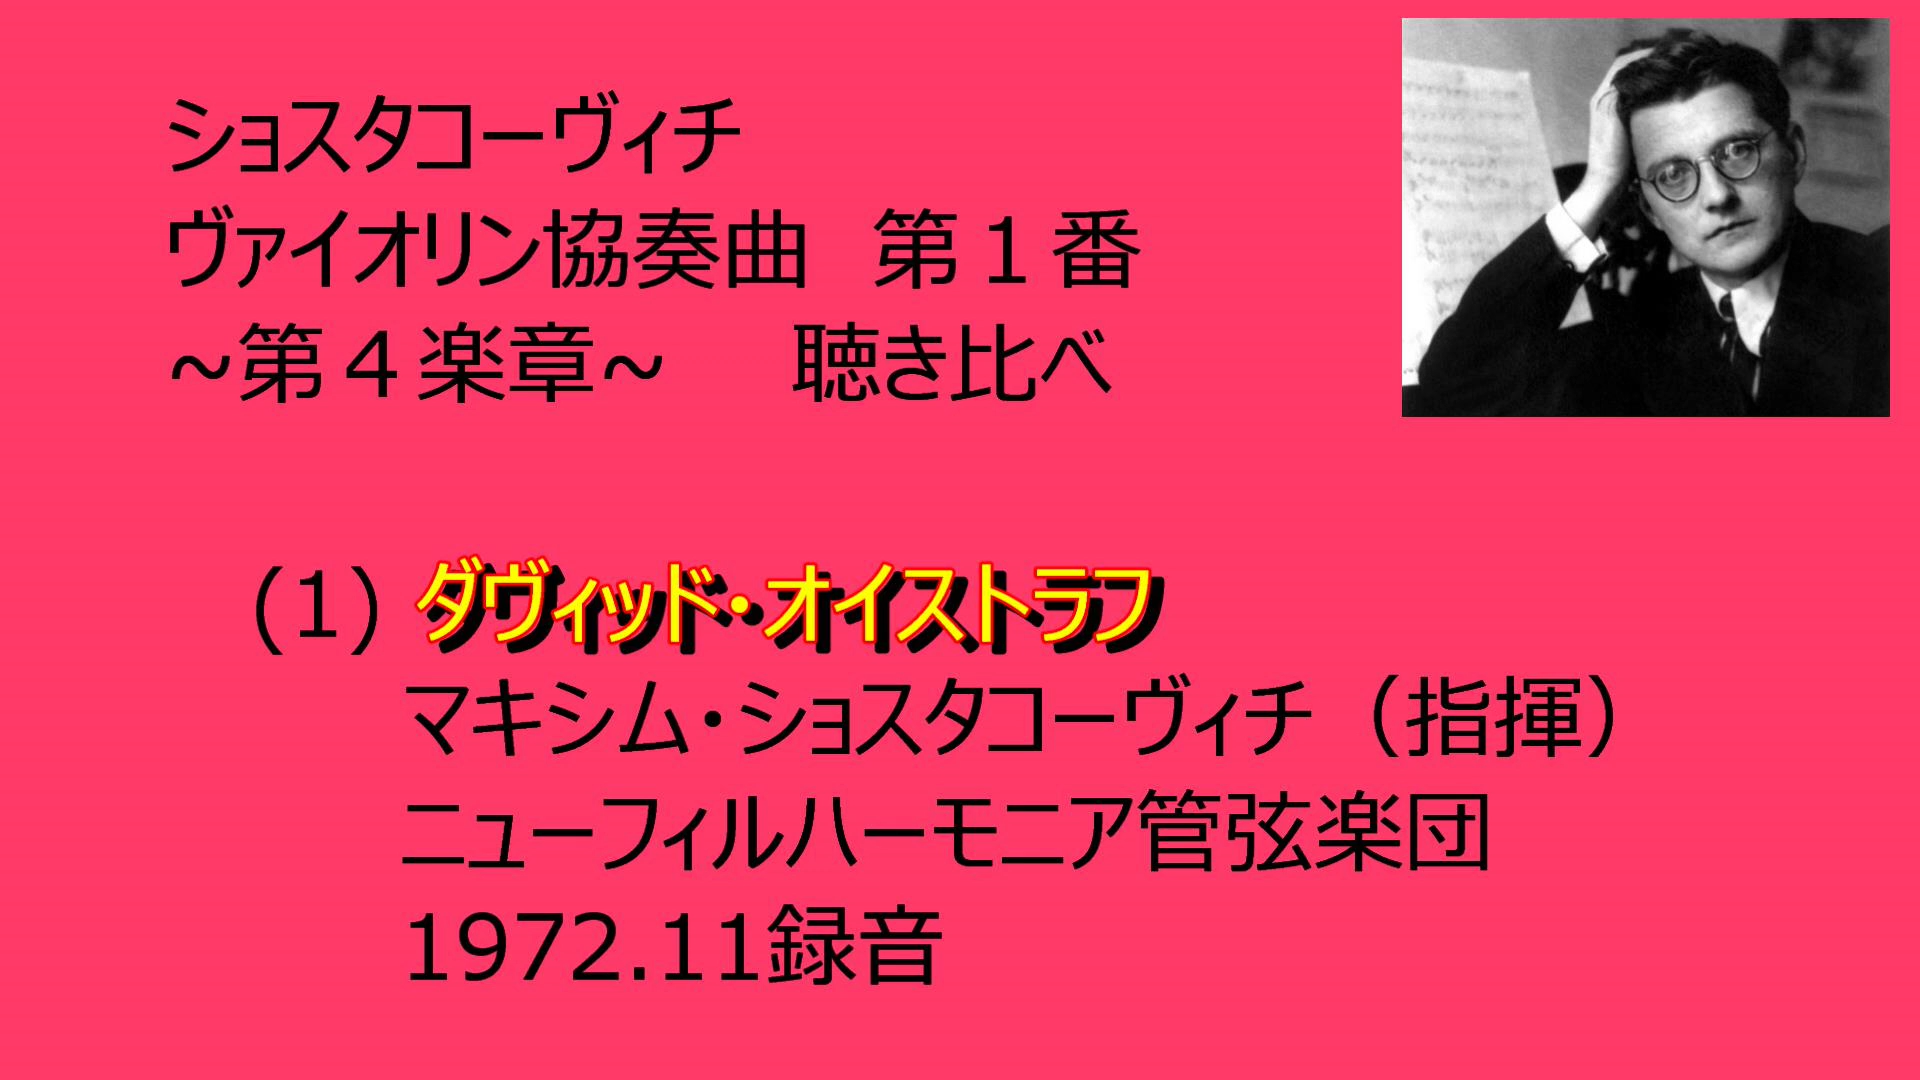 ショスタコーヴィチ
ヴァイオリン協奏曲　第１番
~第４楽章~　聴き比べ
(1) ダヴィッド・オイストラフ
マキシム・ショスタコーヴィチ（指揮）
ニューフィルハーモニア管弦楽団
1972.11録音